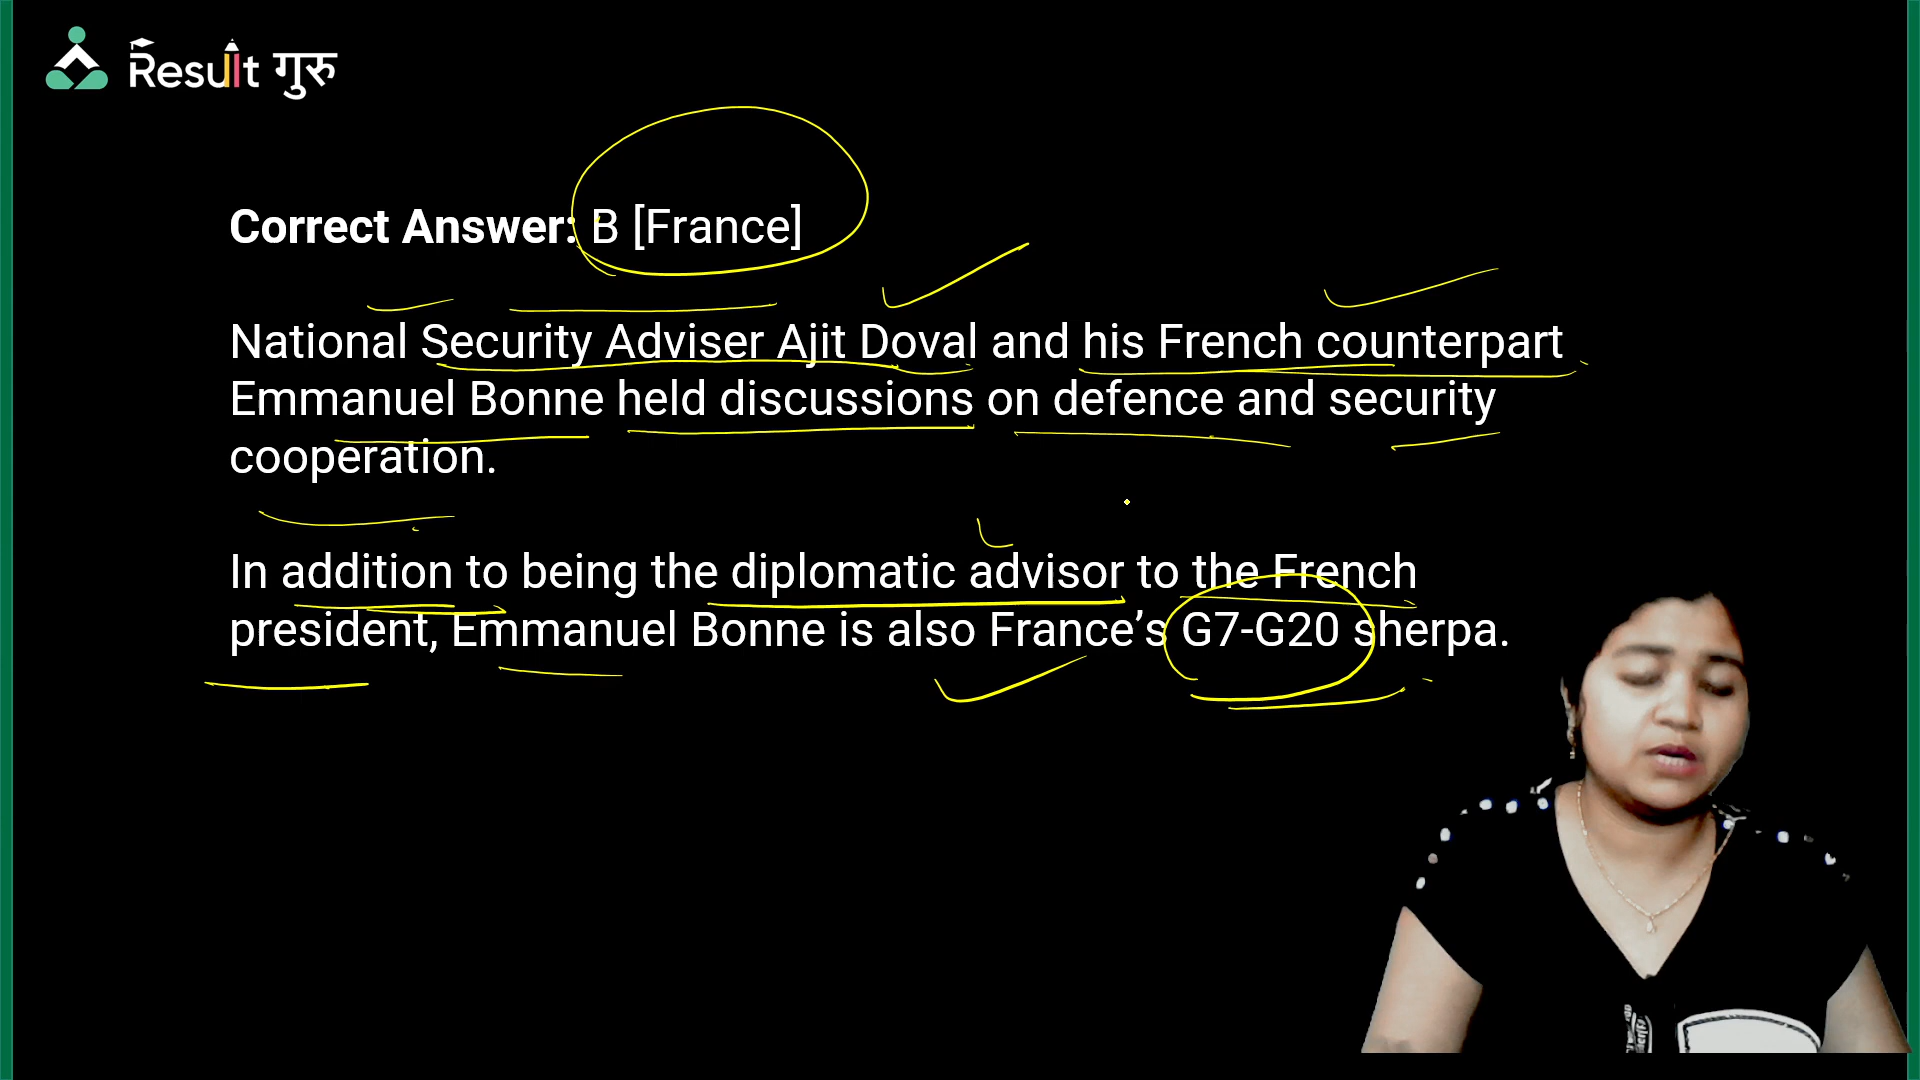 Result गुरु
Correct Answer: B [France]
National Security Adviser Ajit Doval and his French counterpart
Emmanuel Bonne held discussions on defence and security
cooperation.
In addition to being the diplomatic advisor to the French
president, Emmanuel Bonne is also France’s G7-G20 sherpa.